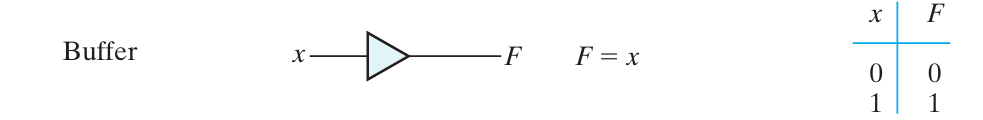 x F
Buffer x F F = x
0 0
1 1